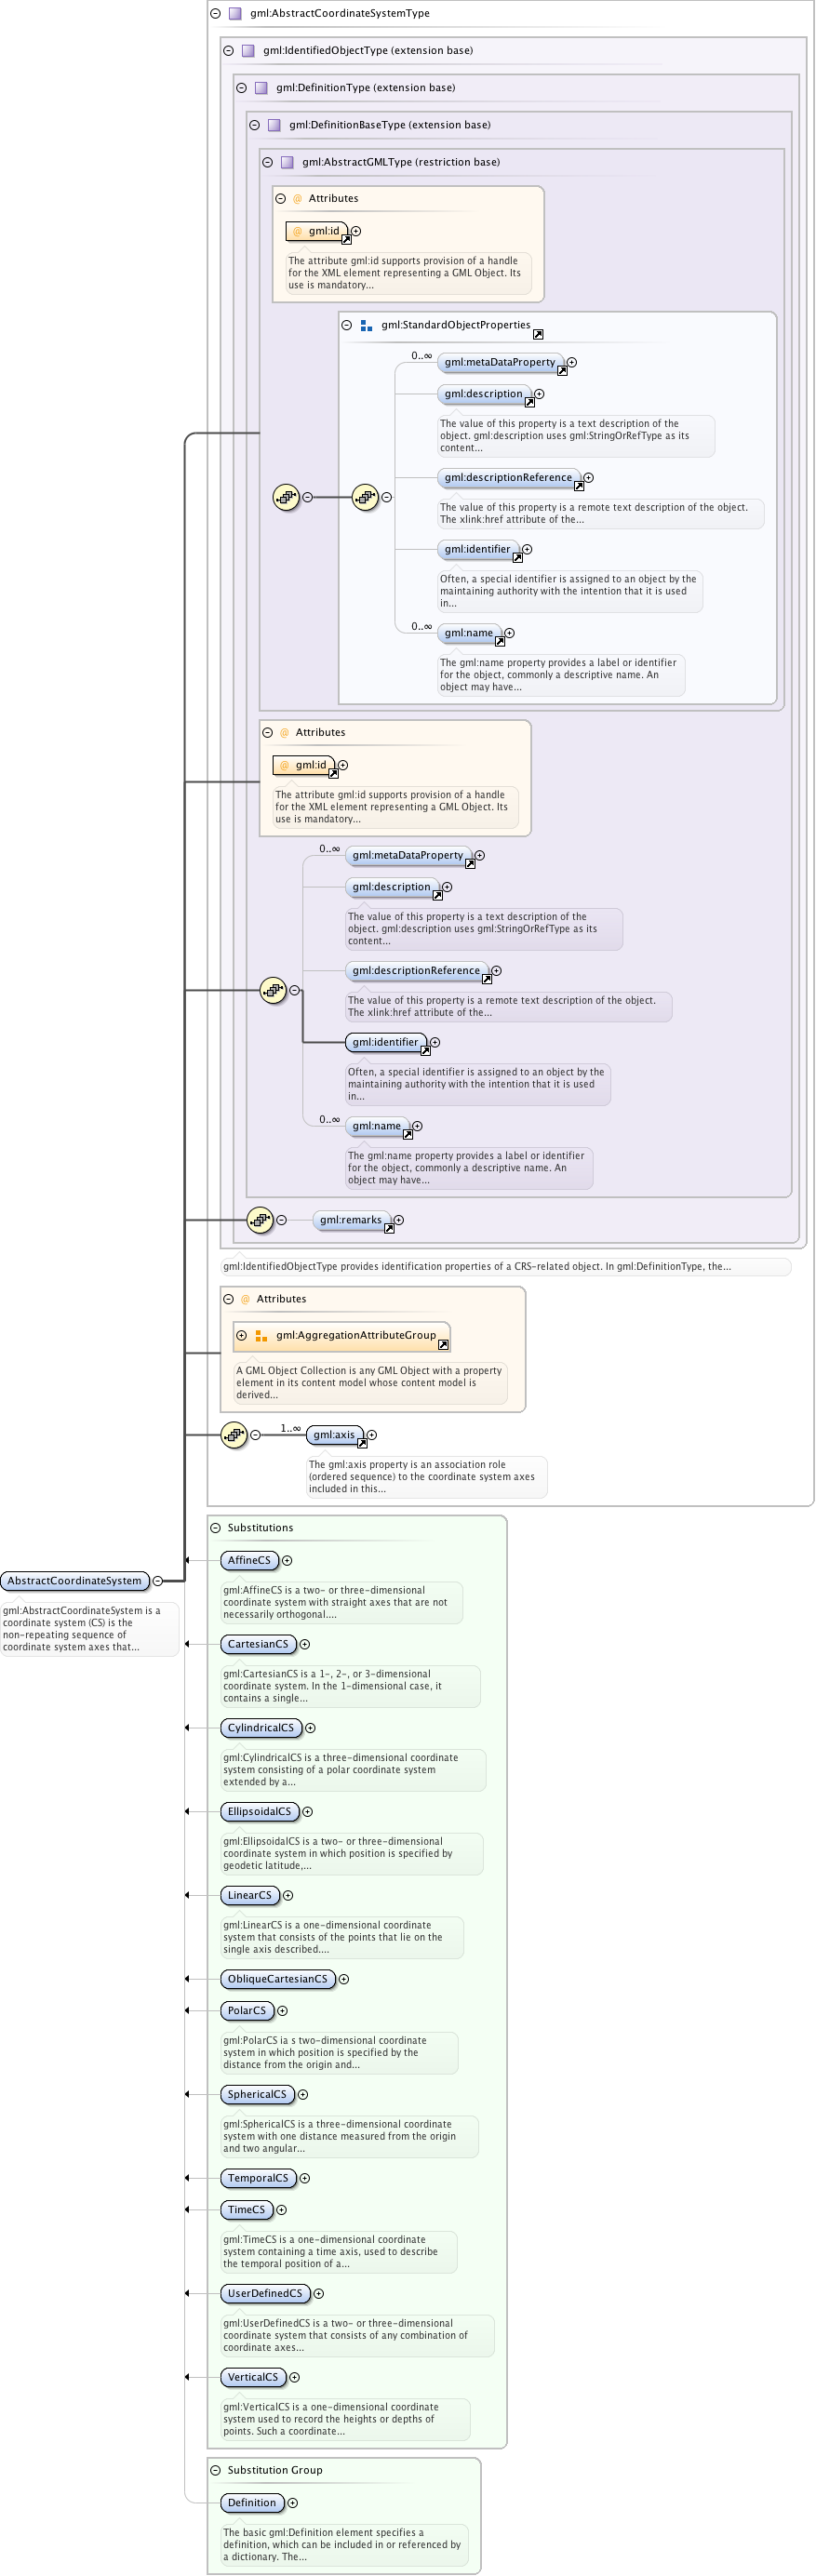 gml:AbstractCoordinateSystemType
gml:IdentifiedObjectType (extension base)
gml:DefinitionType (extension base)
gml:DefinitionBaseType (extension base)
gml:AbstractGMLType (restriction base)
@ Attributes
@ gml:id
The attribute gml:id supports provision of a handle
for the XML element representing a GML Object. Its
use is mandatory...
gml:StandardObjectProperties
0..∞ gml:metaDataProperty
gml:description
The value of this property is a text description of the
object. gml:description uses gml:StringOrRefType as its
content...
gml:descriptionReference
The value of this property is a remote text description of the object.
The xlink:href attribute of the...
gml:identifier
Often, a special identifier is assigned to an object by the
maintaining authority with the intention that it is used
in...
0..∞ gml:name
The gml:name property provides a label or identifier
for the object, commonly a descriptive name. An
object may have...
@ Attributes
@ gml:id
The attribute gml:id supports provision of a handle
for the XML element representing a GML Object. Its
use is mandatory...
0..∞ gml:metaDataProperty
gml:description
The value of this property is a text description of the
object. gml:description uses gml:StringOrRefType as its
content...
gml:descriptionReference
The value of this property is a remote text description of the object.
The xlink:href attribute of the...
gml:identifier
Often, a special identifier is assigned to an object by the
maintaining authority with the intention that it is used
in...
0..∞ gml:name
The gml:name property provides a label or identifier
for the object, commonly a descriptive name. An
object may have...
gml:remarks
gml:IdentifiedObjectType provides identification properties of a CRS-related object. In gml:DefinitionType, the...
@ Attributes
gml:AggregationAttributeGroup
A GML Object Collection is any GML Object with a property
element in its content model whose content model is
derived...
1..∞ gml:axis
The gml:axis property is an association role
(ordered sequence) to the coordinate system axes
included in this...
AbstractCoordinateSystem
gml:AbstractCoordinateSystem is a
coordinate system (CS) is the
non-repeating sequence of
coordinate system axes that...
Substitutions
AffineCS
gml:AffineCS is a two- or three-dimensional
coordinate system with straight axes that are not
necessarily orthogonal....
CartesianCS
gml:CartesianCS is a 1-, 2-, or 3-dimensional
coordinate system. In the 1-dimensional case, it
contains a single...
CylindricalCS
gml:CylindricalCS is a three-dimensional coordinate
system consisting of a polar coordinate system
extended by a...
EllipsoidalCS
gml:EllipsoidalCS is a two- or three-dimensional
coordinate system in which position is specified by
geodetic latitude,...
LinearCS
gml:LinearCS is a one-dimensional coordinate
system that consists of the points that lie on the
single axis described....
ObliqueCartesianCS
PolarCS
gml:PolarCS ia s two-dimensional coordinate
system in which position is specified by the
distance from the origin and...
SphericalCS
gml:SphericalCS is a three-dimensional coordinate
system with one distance measured from the origin
and two angular...
TemporalCS
TimeCS
gml:TimeCS is a one-dimensional coordinate
system containing a time axis, used to describe
the temporal position of a...
UserDefinedCS
gml:UserDefinedCS is a two- or three-dimensional
coordinate system that consists of any combination of
coordinate axes...
VerticalCS
gml:VerticalCS is a one-dimensional coordinate
system used to record the heights or depths of
points. Such a coordinate...
Substitution Group
Definition
The basic gml:Definition element specifies a
definition, which can be included in or referenced by
a dictionary. The...